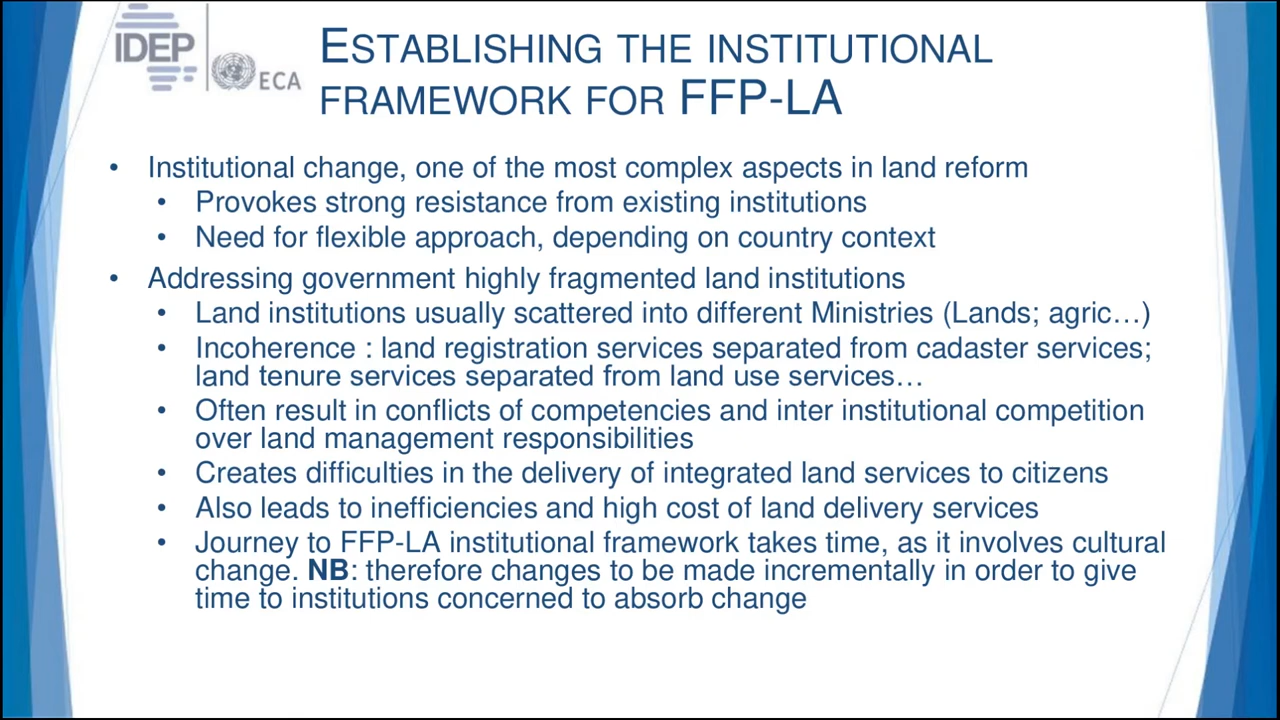 IDEP
ECA
ESTABLISHING THE INSTITUTIONAL
FRAMEWORK FOR FFP-LA
• Institutional change, one of the most complex aspects in land reform
• Provokes strong resistance from existing institutions
• Need for flexible approach, depending on country context
• Addressing government highly fragmented land institutions
• Land institutions usually scattered into different Ministries (Lands; agric…)
• Incoherence : land registration services separated from cadaster services;
land tenure services separated from land use services…
• Often result in conflicts of competencies and inter institutional competition
over land management responsibilities
• Creates difficulties in the delivery of integrated land services to citizens
• Also leads to inefficiencies and high cost of land delivery services
• Journey to FFP-LA institutional framework takes time, as it involves cultural
change. NB: therefore changes to be made incrementally in order to give
time to institutions concerned to absorb change